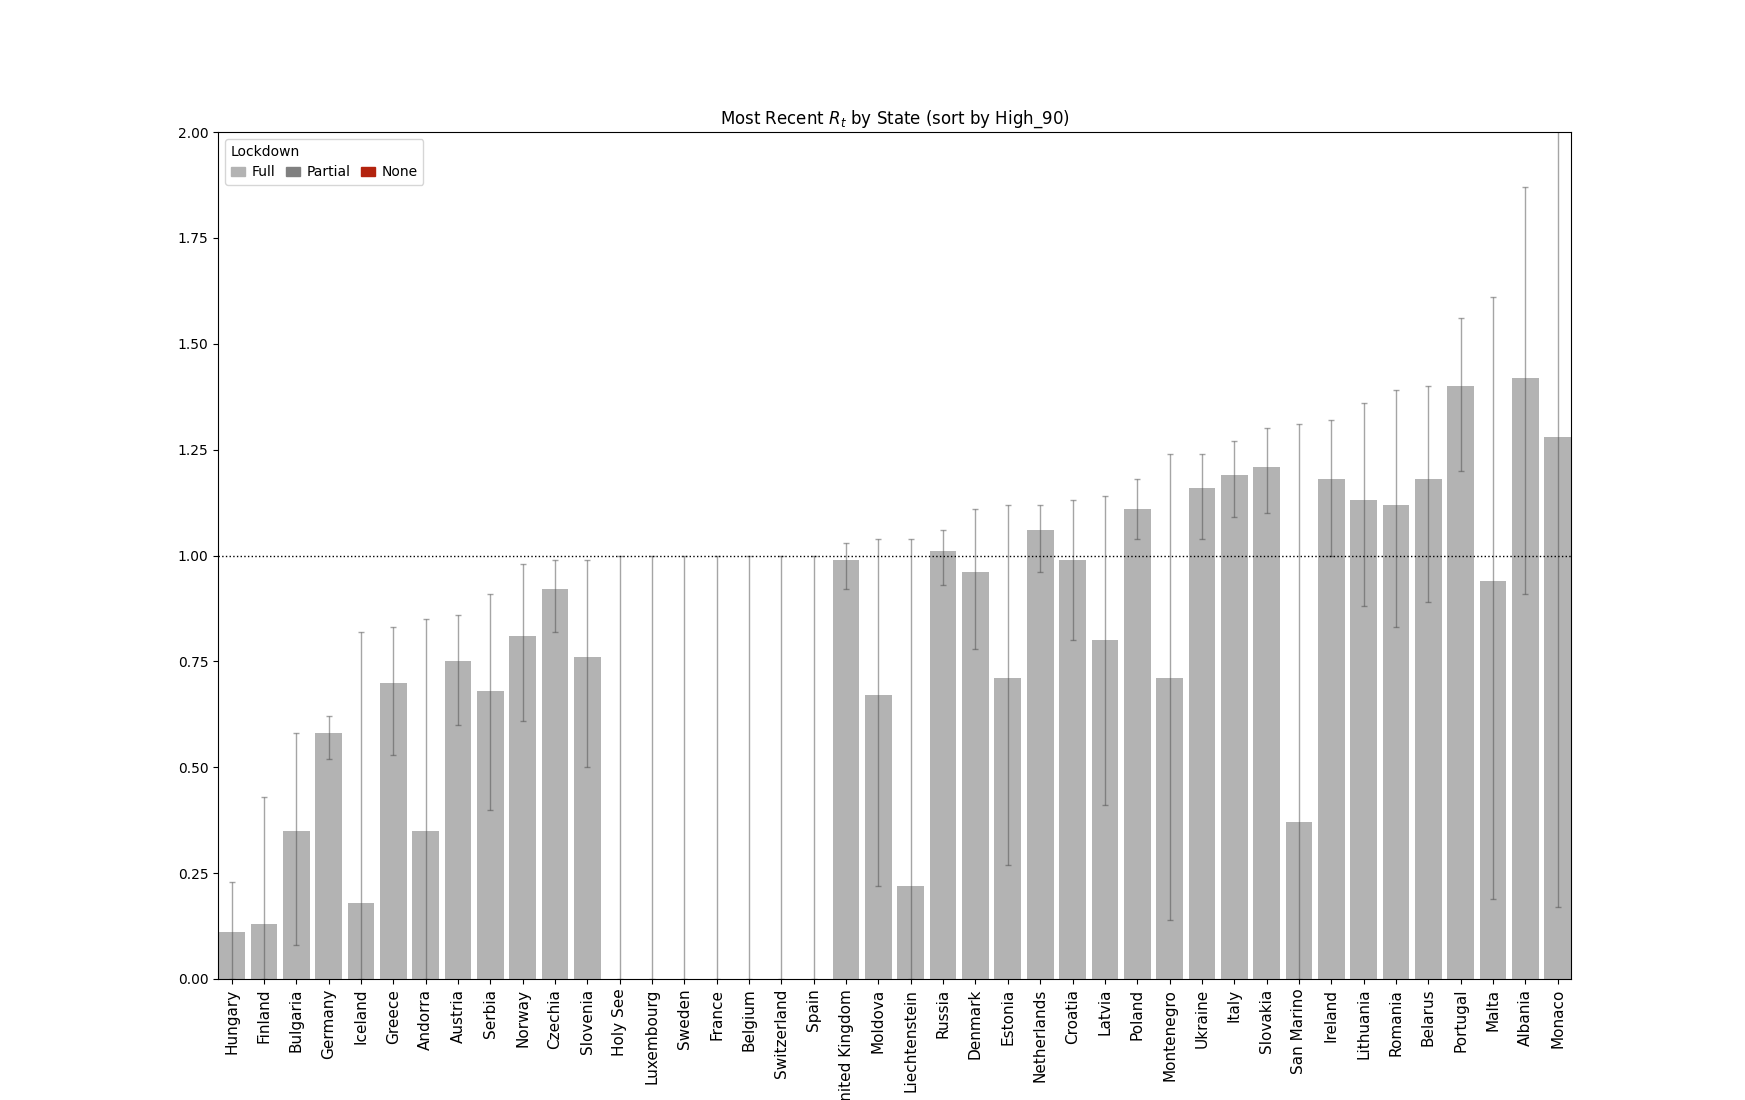 Most Recent Rt by State (sort by High_90)
Lockdown
Full Partial None
2.00
1.75
1.50
1.25
1.00
0.75
0.50
0.25
0.00
Hungary
Finland
Bulgaria
Germany
Iceland
Greece
Andorra
Austria
Serbia
Norway
Czechia
Slovenia
Holy See
Luxembourg
Sweden
France
Belgium
Switzerland
Spain
nited Kingdom
Moldova
Liechtenstein
Russia
Denmark
Estonia
Netherlands
Croatia
Latvia
Poland
Montenegro
Ukraine
Italy
Slovakia
San Marino
Ireland
Lithuania
Romania
Belarus
Portugal
Malta
Albania
Monaco